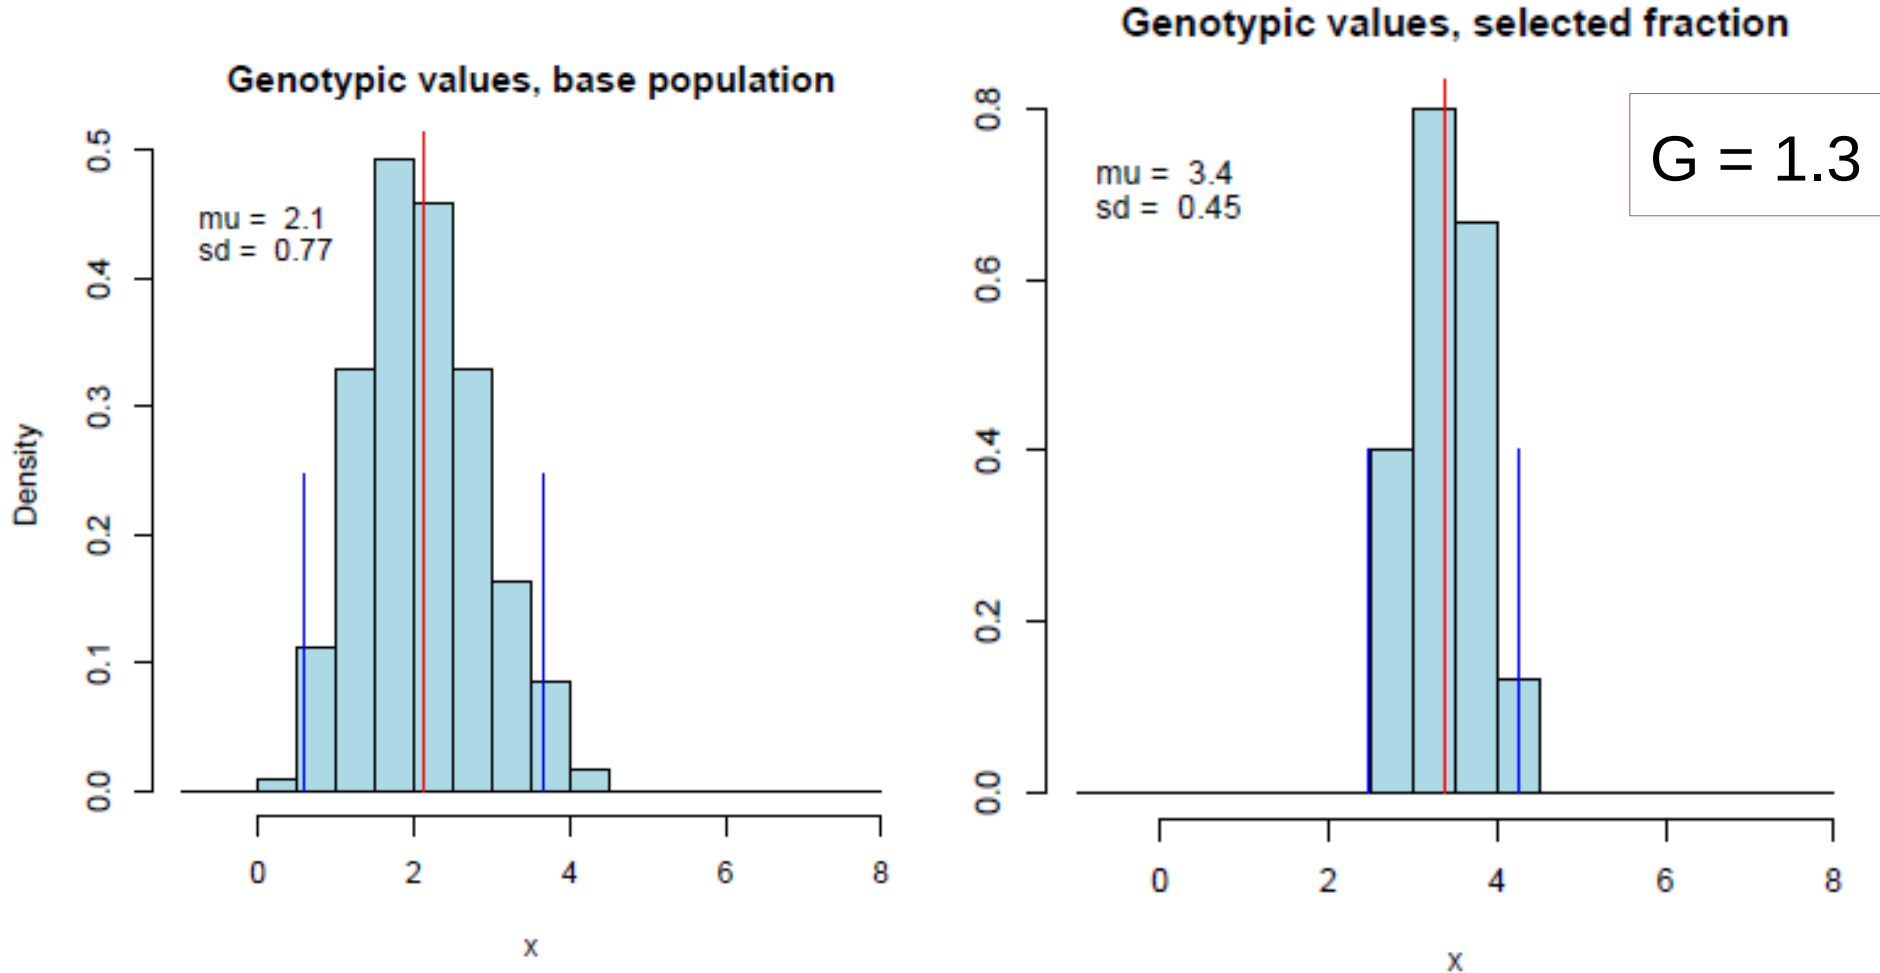 Genotypic values, base population
mu =  2.1
sd =  0.77
Density
0.5
0.4
0.3
0.2
0.1
0.0
0 2 4 6 8
x
Genotypic values, selected fraction
mu =  3.4
sd =  0.45
G = 1.3
0.8
0.6
0.4
0.2
0.0
0 2 4 6 8
x